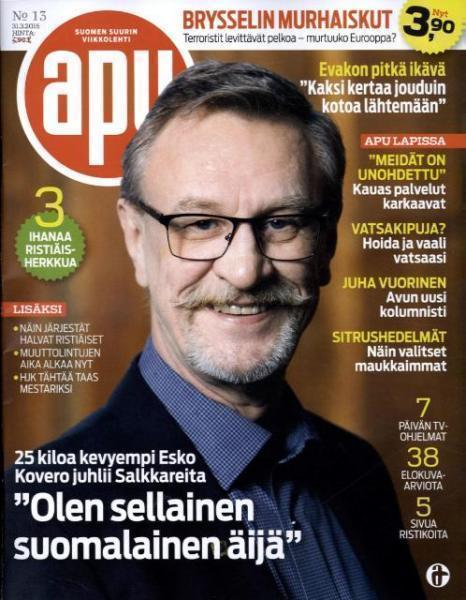 No 13
31.3.2016
HINTA:
SUOMEN SUURIN
VIIKKOLEHTI
apu
BRYSSELIN MURHAISKUT
Terroristit levittävät pelkoa – murtuuko Eurooppa?
Nyt
3,90
Evakon pitkä ikävä
"Kaksi kertaa jouduin
kotoa lähtemään"
APU LAPISSA
"MEIDÄT ON
UNOHDETTU"
Kauas palvelut
karkaavat
VATSAKIPUJA?
Hoida ja vaali
vatsaasi
JUHA VUORINEN
Avun uusi
kolumnisti
SITRUSHEDELMÄT
Näin valitset
maukkaimmat
7
PÄIVÄN TV-
OHJELMAT
38
ELOKUVA-
ARVIOTA
5
SIVUA
RISTIKOITA
3
IHANAA
RISTIÄIS-
HERKKUA
LISÄKSI
• NÄIN JÄRJESTÄT
HALVAT RISTIÄISET
• MUUTTOLINTUJEN
AIKA ALKAA NYT
• HJK TÄHTÄÄ TAAS
MESTARIKSI
25 kiloa kevyempi Esko
Kovero juhlii Salkkareita
"Olen sellainen
suomalainen äijä"